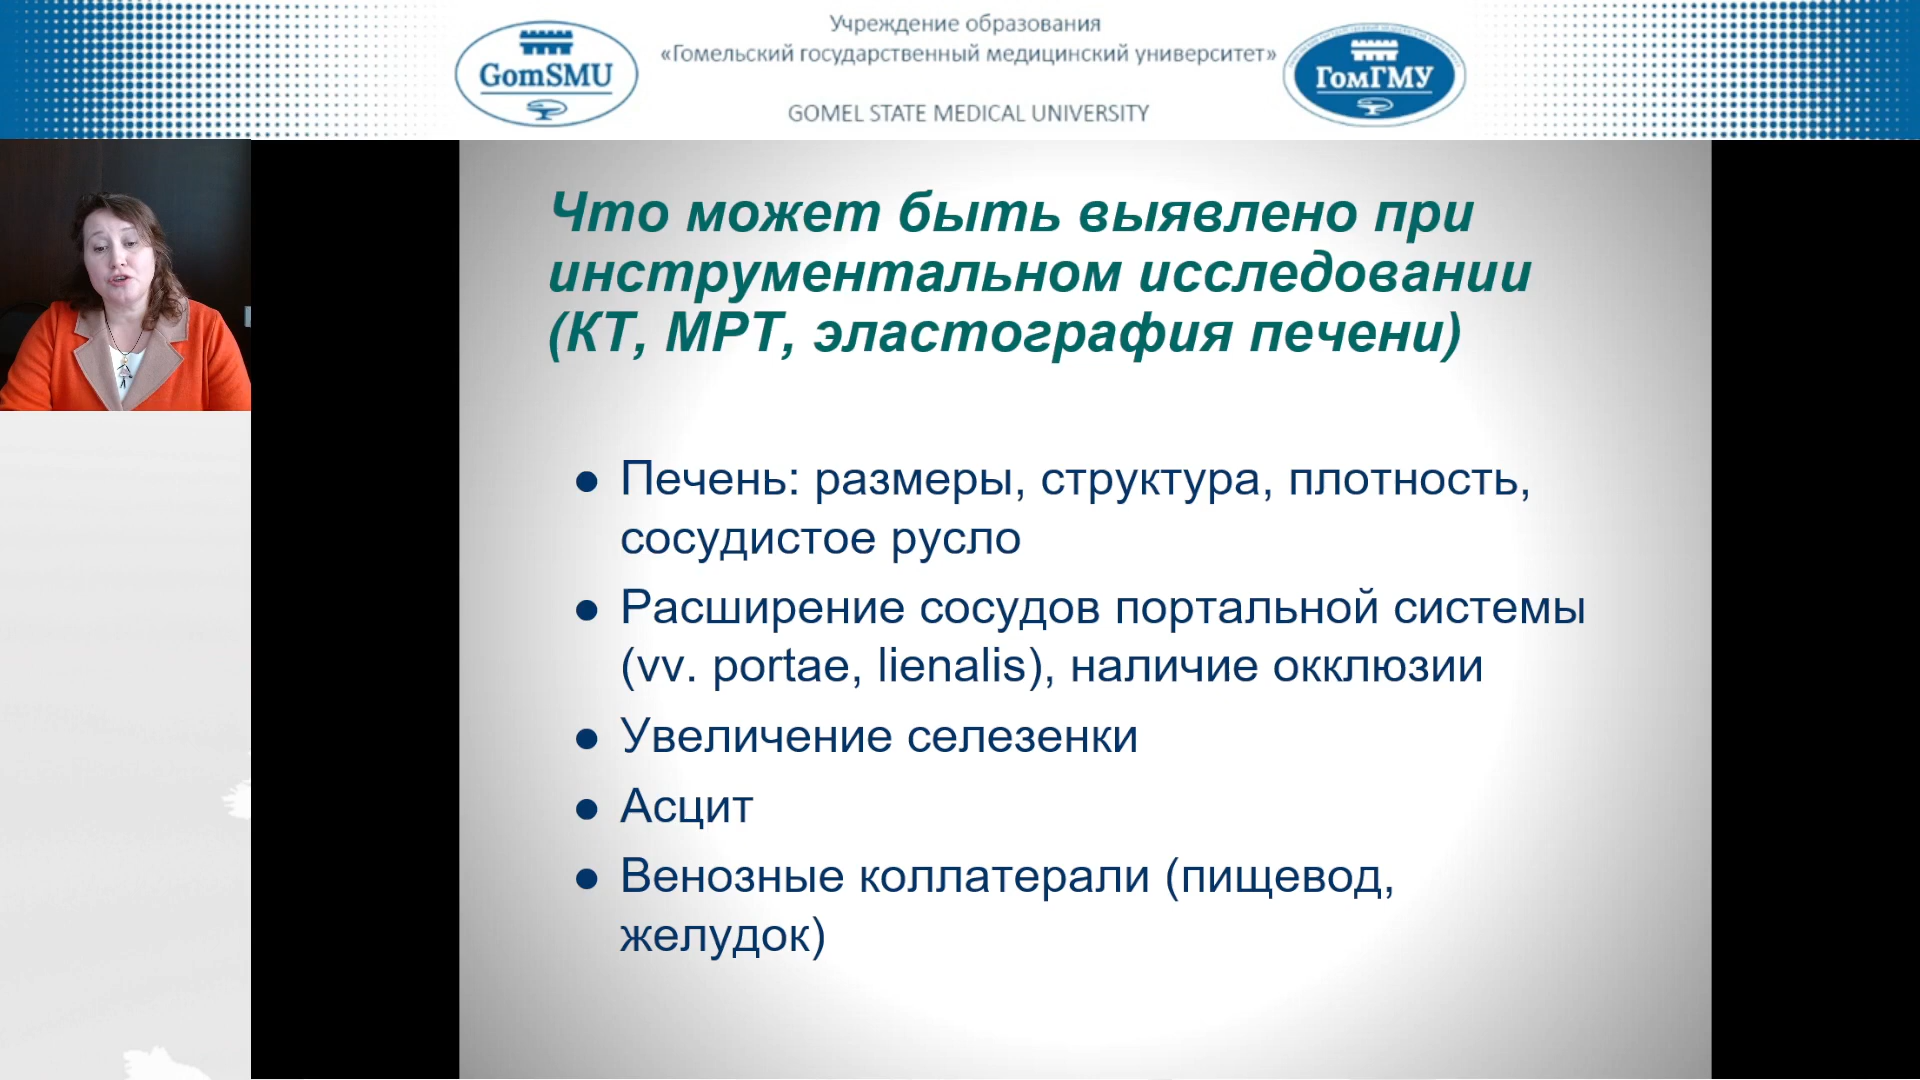 Учреждение образования
«Гомельский государственный медицинский университет»
GOMEL STATE MEDICAL UNIVERSITY
GomSMU
ГомГМУ
Что может быть выявлено при
инструментальном исследовании
(КТ, МРТ, эластография печени)
● Печень: размеры, структура, плотность,
сосудистое русло
● Расширение сосудов портальной системы
(vv. portae, lienalis), наличие окклюзии
● Увеличение селезенки
● Асцит
● Венозные коллатерали (пищевод,
желудок)